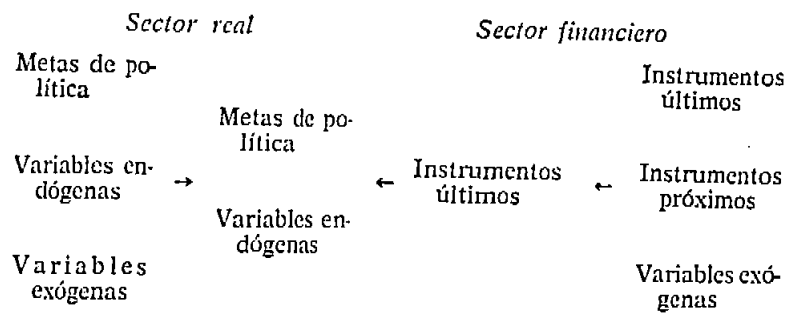 Sector real
Sector financiero
Metas de po-
lítica
Variables en-
dógenas
Variables
exógenas
→
Metas de po-
lítica
Variables en-
dógenas
←
Instrumentos
últimos
←
Instrumentos
últimos
Instrumentos
próximos
Variables exó-
genas